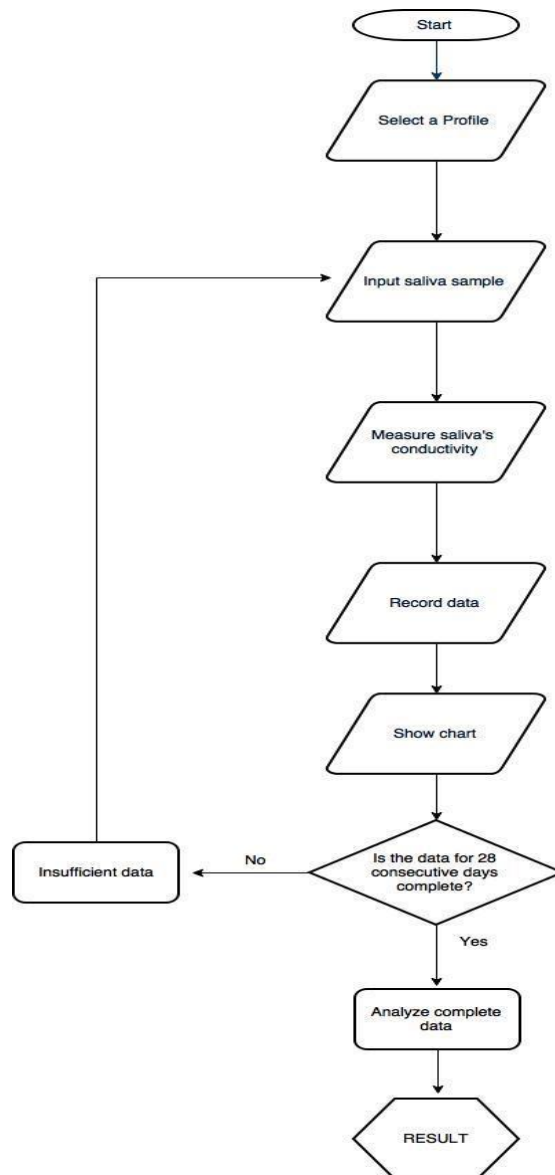 Start
Select a Profile
Input saliva sample
Measure saliva's
conductivity
Record data
Show chart
Is the data for 28
consecutive days
complete?
No
Insufficient data
Yes
Analyze complete
data
RESULT